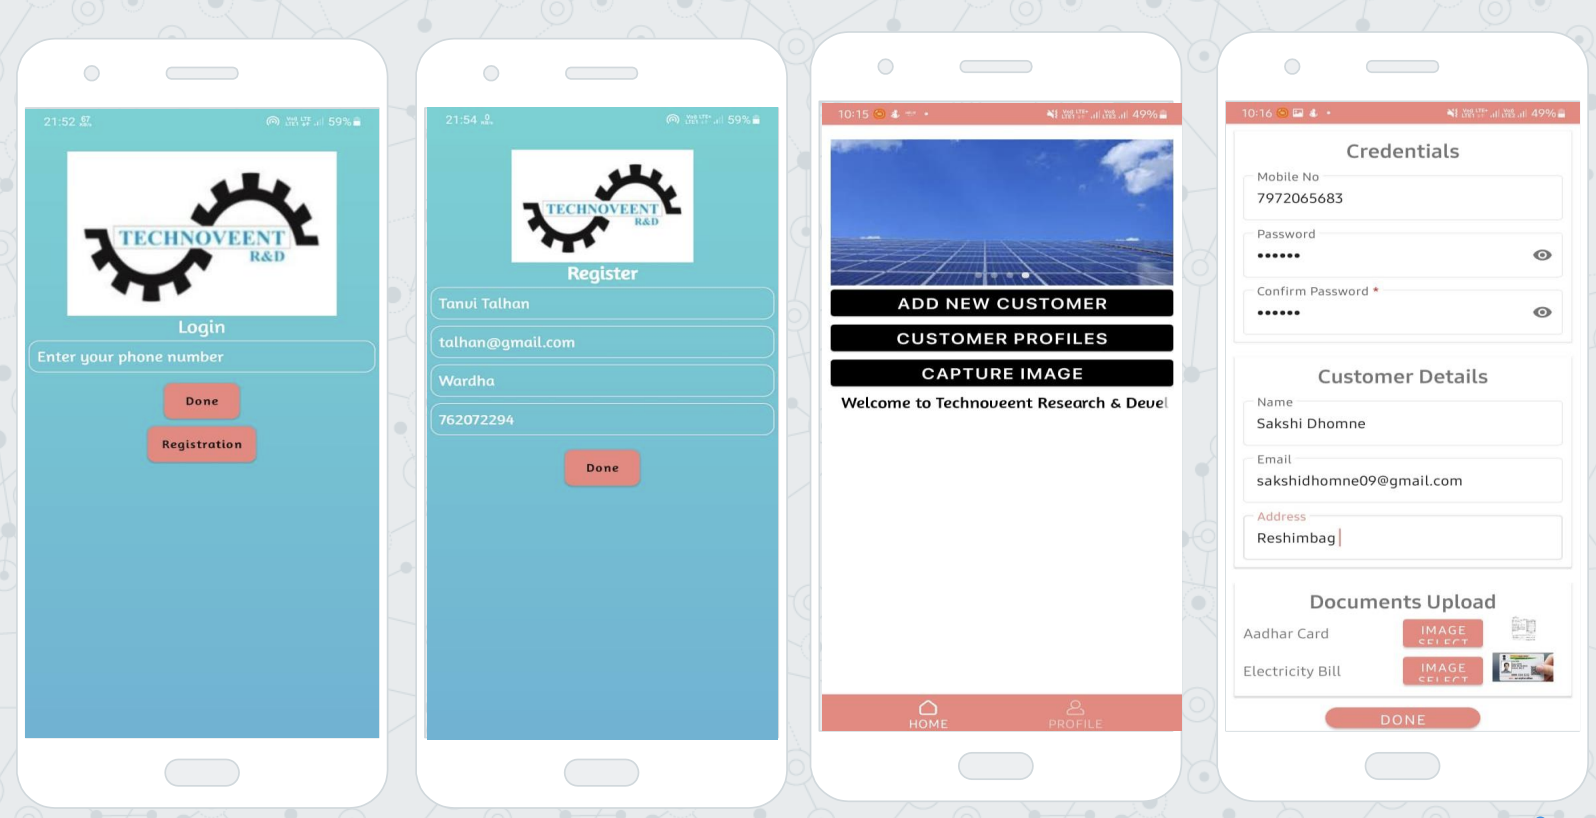 21:52
59%
TECHNOVEENT
R&D
Login
Enter your phone number
Done
Registration
21:54
59%
TECHNOVEENT
R&D
Register
Tanvi Talhan
talhan@gmail.com
Wardha
762072294
Done
10:15
49%
ADD NEW CUSTOMER
CUSTOMER PROFILES
CAPTURE IMAGE
Welcome to Technoveent Research & Devel
HOME
PROFILE
10:16
49%
Credentials
Mobile No
7972065683
Password
••••••
Confirm Password *
••••••
Customer Details
Name
Sakshi Dhomne
Email
sakshidhomne09@gmail.com
Address
Reshimbag
Documents Upload
Aadhar Card
IMAGE
SELECT
Electricity Bill
IMAGE
SELECT
DONE